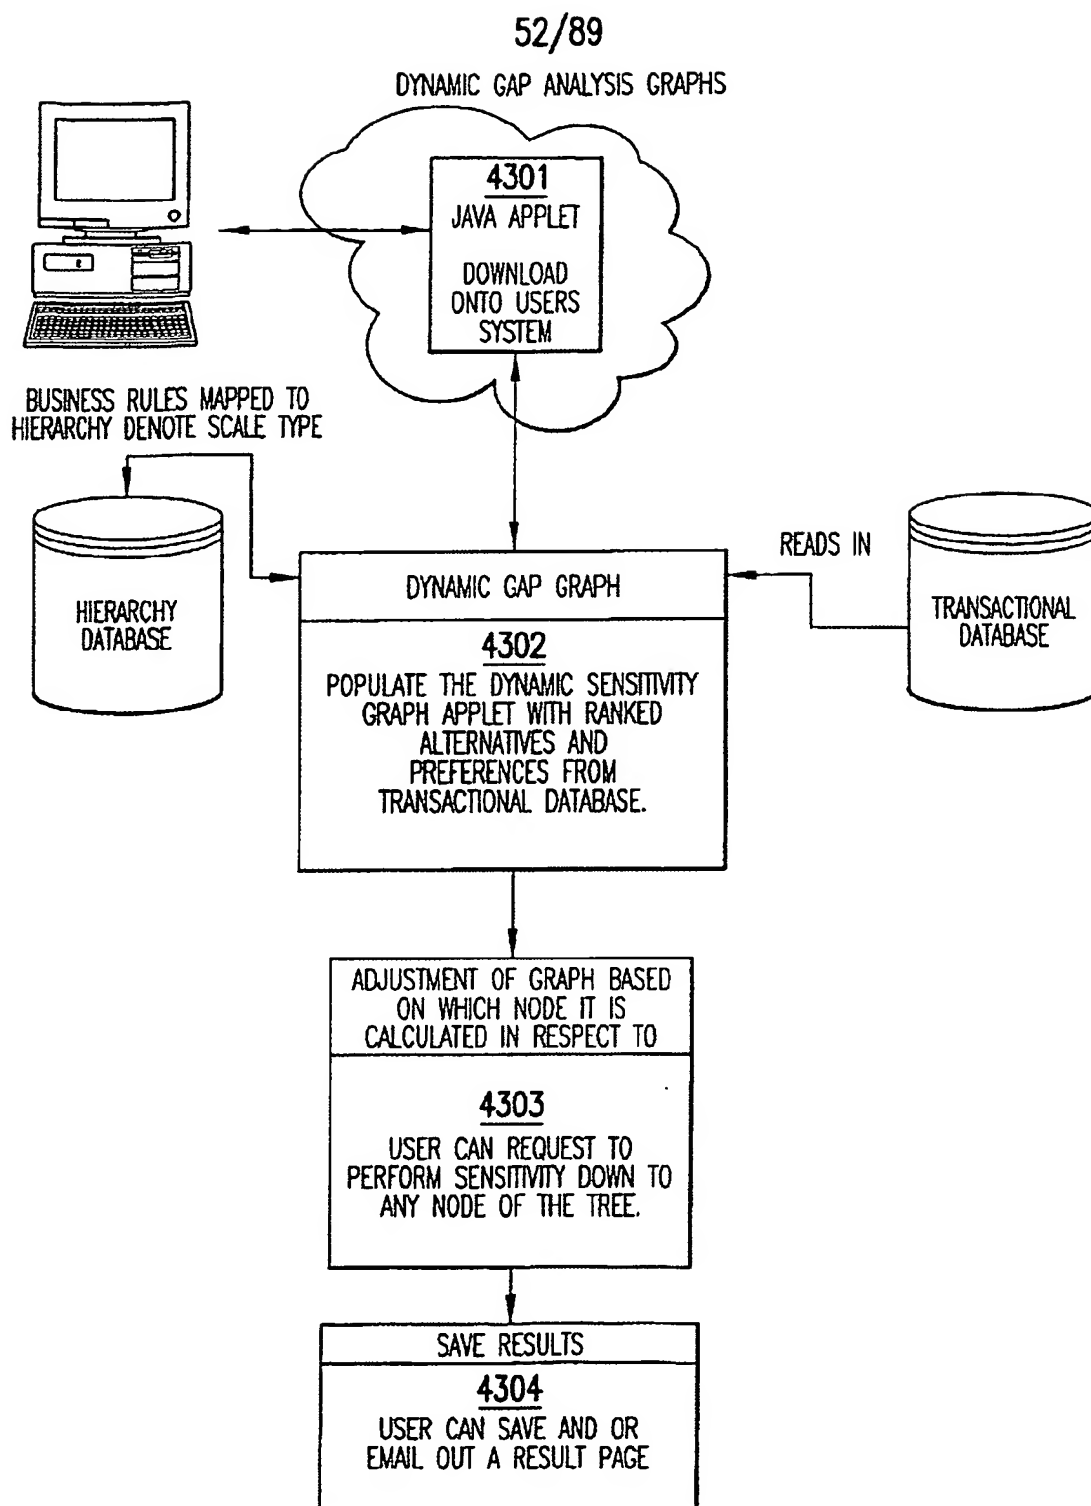 52/89
DYNAMIC GAP ANALYSIS GRAPHS
4301
JAVA APPLET
DOWNLOAD
ONTO USERS
SYSTEM
BUSINESS RULES MAPPED TO
HIERARCHY DENOTE SCALE TYPE
HIERARCHY
DATABASE
READS IN
TRANSACTIONAL
DATABASE
DYNAMIC GAP GRAPH
4302
POPULATE THE DYNAMIC SENSITIVITY
GRAPH APPLET WITH RANKED
ALTERNATIVES AND
PREFERENCES FROM
TRANSACTIONAL DATABASE.
ADJUSTMENT OF GRAPH BASED
ON WHICH NODE IT IS
CALCULATED IN RESPECT TO
4303
USER CAN REQUEST TO
PERFORM SENSITIVITY DOWN TO
ANY NODE OF THE TREE.
SAVE RESULTS
4304
USER CAN SAVE AND OR
EMAIL OUT A RESULT PAGE